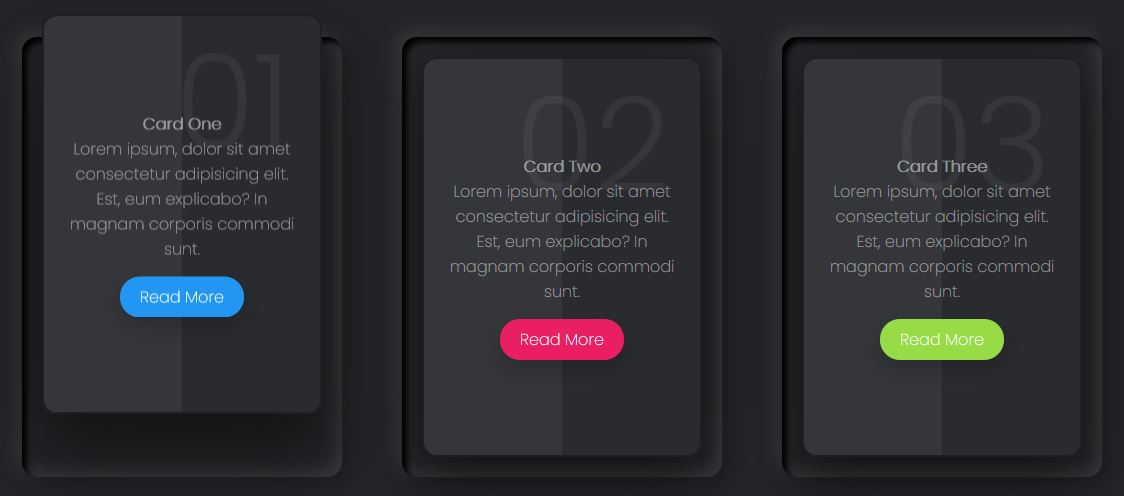 01
Card One
Lorem ipsum, dolor sit amet
consectetur adipisicing elit.
Est, eum explicabo? In
magnam corporis commodi
sunt.
Read More
02
Card Two
Lorem ipsum, dolor sit amet
consectetur adipisicing elit.
Est, eum explicabo? In
magnam corporis commodi
sunt.
Read More
03
Card Three
Lorem ipsum, dolor sit amet
consectetur adipisicing elit.
Est, eum explicabo? In
magnam corporis commodi
sunt.
Read More